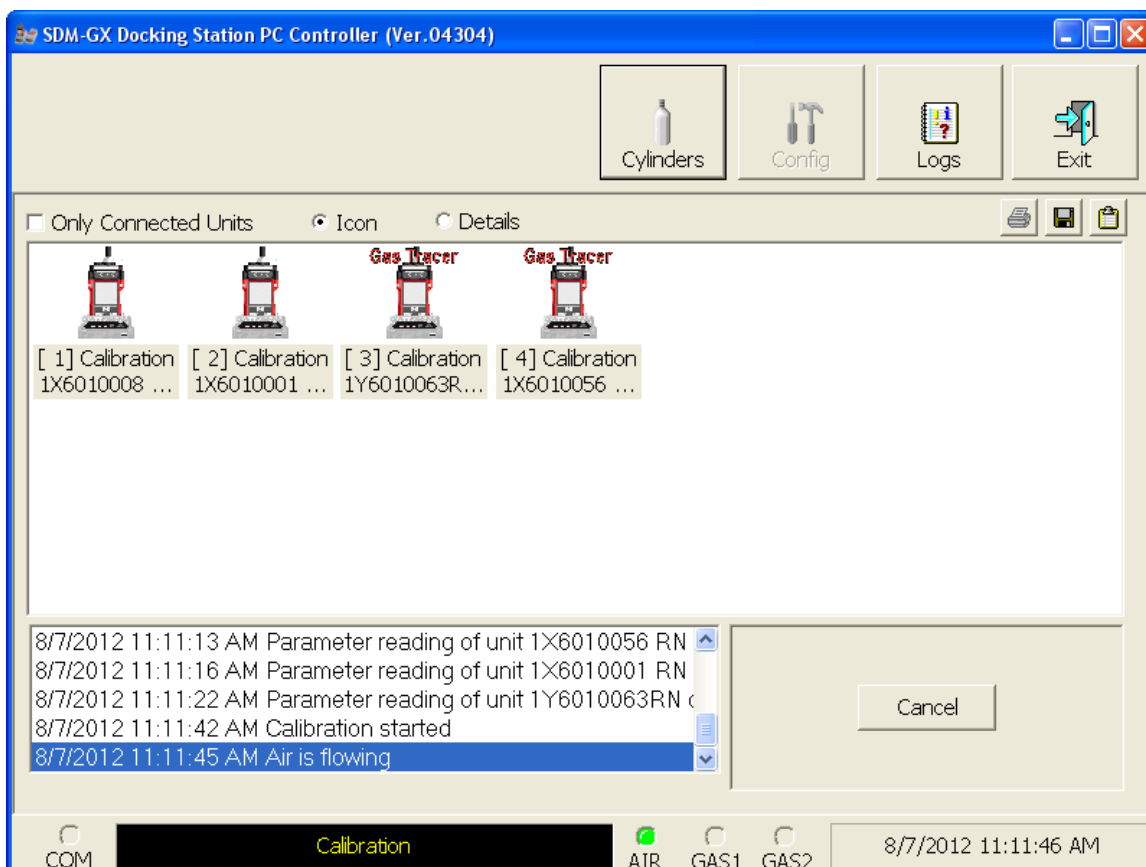 SDM-GX Docking Station PC Controller (Ver.04304)
Cylinders
Config
Logs
Exit
Only Connected Units
Icon
Details
Gas Tracer
Gas Tracer
[ 1] Calibration
1X6010008 ...
[ 2] Calibration
1X6010001 ...
[ 3] Calibration
1Y6010063R...
[ 4] Calibration
1X6010056 ...
8/7/2012 11:11:13 AM Parameter reading of unit 1X6010056 RN
8/7/2012 11:11:16 AM Parameter reading of unit 1X6010001 RN
8/7/2012 11:11:22 AM Parameter reading of unit 1Y6010063RN
8/7/2012 11:11:42 AM Calibration started
8/7/2012 11:11:45 AM Air is flowing
Cancel
COM
Calibration
AIR
GAS1
GAS2
8/7/2012 11:11:46 AM